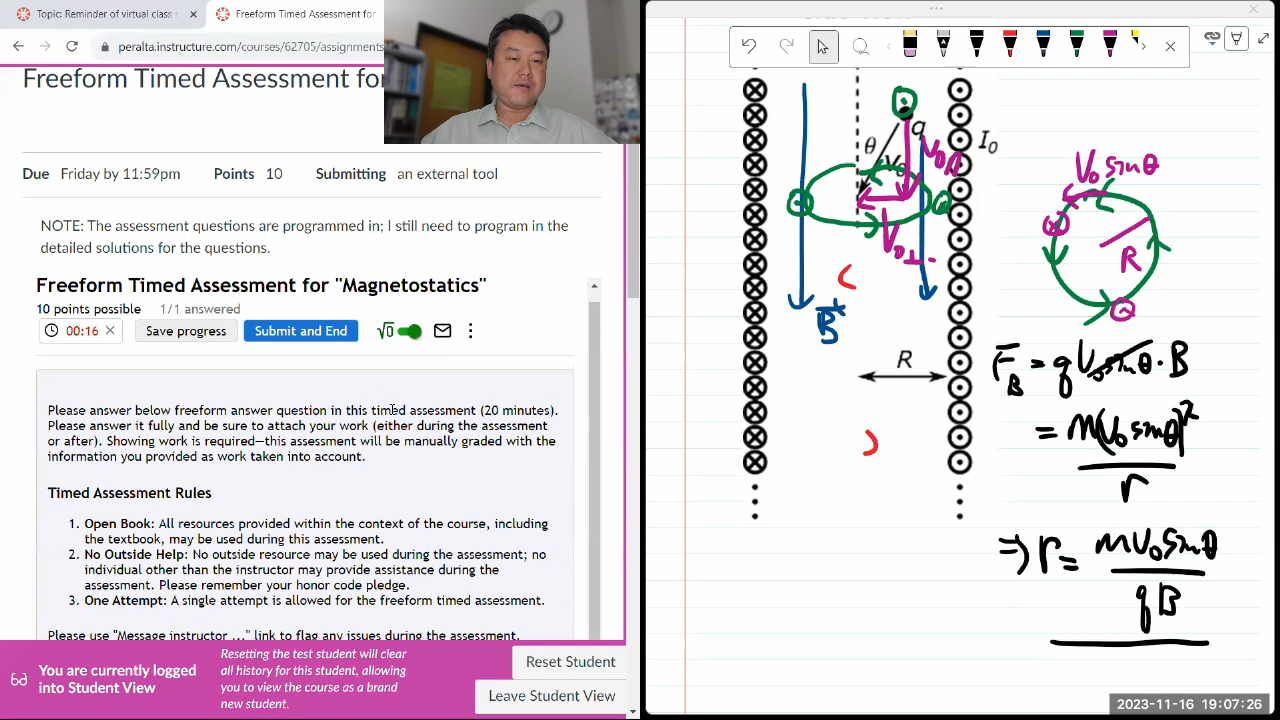 Topic: Reminder of virtual class s
Freeform Timed Assessment for
peralta.instructure.com/courses/62705/assignments
Freeform Timed Assessment for
Due Friday by 11:59pm Points 10 Submitting an external tool
NOTE: The assessment questions are programmed in; I still need to program in the
detailed solutions for the questions.
Freeform Timed Assessment for "Magnetostatics"
10 points possible 1/1 answered
00:16 Save progress Submit and End √0
Please answer below freeform answer question in this timed assessment (20 minutes).
Please answer it fully and be sure to attach your work (either during the assessment
or after). Showing work is required—this assessment will be manually graded with the
information you provided as work taken into account.
Timed Assessment Rules
1. Open Book: All resources provided within the context of the course, including
the textbook, may be used during this assessment.
2. No Outside Help: No outside resource may be used during the assessment; no
individual other than the instructor may provide assistance during the
assessment. Please remember your honor code pledge.
3. One Attempt: A single attempt is allowed for the freeform timed assessment.
Please use "Message instructor ..." link to flag any issues during the assessment.
You are currently logged
into Student View
Resetting the test student will clear
all history for this student, allowing
you to view the course as a brand
new student.
Reset Student
Leave Student View
q
θ
V₀
I₀
V₀⊥
B
R
V₀ sinθ
R
F_B = qV₀sinθ · B
= m(V₀ sinθ)²
r
⇒ r = mV₀sinθ
qB
2023-11-16 19:07:26